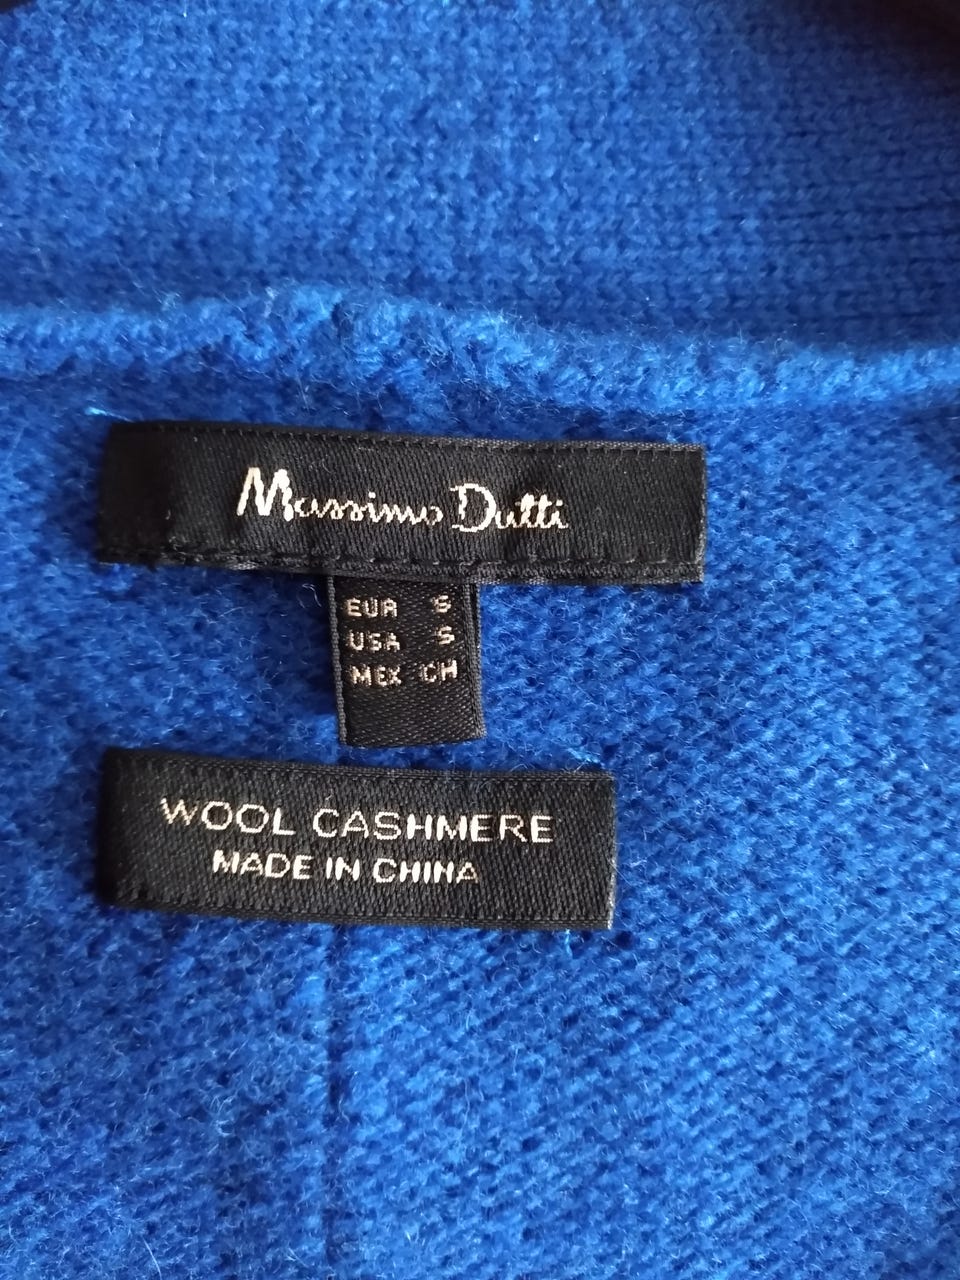 Massimo Dutti
EUR S
USA S
MEX CH
WOOL CASHMERE
MADE IN CHINA